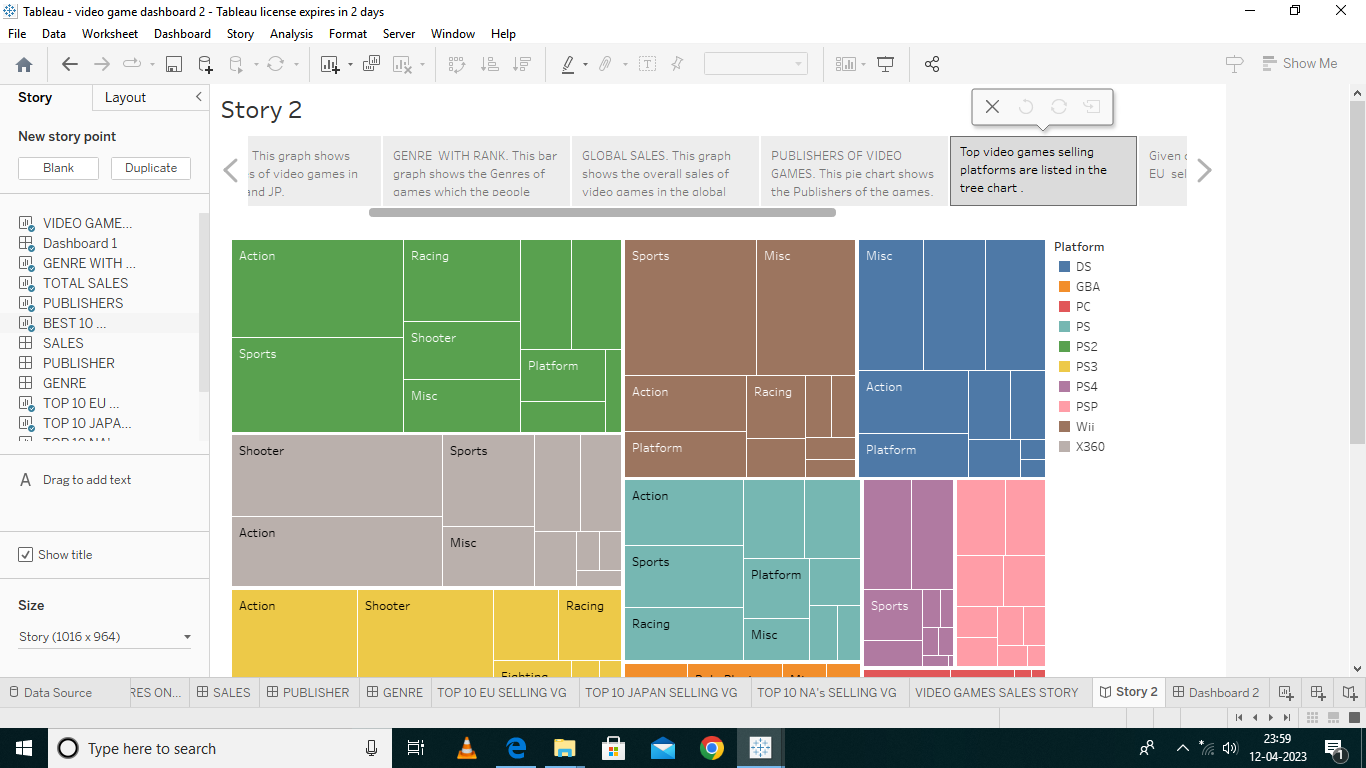 Tableau - video game dashboard 2 - Tableau license expires in 2 days
File Data Worksheet Dashboard Story Analysis Format Server Window Help
Show Me
Story Layout
New story point
Blank Duplicate
VIDEO GAME...
Dashboard 1
GENRE WITH ...
TOTAL SALES
PUBLISHERS
BEST 10 ...
SALES
PUBLISHER
GENRE
TOP 10 EU ...
TOP 10 JAPA...
A Drag to add text
Show title
Size
Story (1016 x 964)
Story 2
This graph shows
s of video games in
nd JP.
GENRE WITH RANK. This bar
graph shows the Genres of
games which the people
GLOBAL SALES. This graph
shows the overall sales of
video games in the global
PUBLISHERS OF VIDEO
GAMES. This pie chart shows
the Publishers of the games.
Top video games selling
platforms are listed in the
tree chart .
Given
EU sel
Action
Racing
Sports
Shooter
Misc
Platform
Sports
Misc
Action
Racing
Platform
Misc
Action
Platform
Shooter
Sports
Action
Misc
Action
Sports
Racing
Platform
Misc
Sports
Action
Shooter
Racing
Fighting
Platform
DS
GBA
PC
PS
PS2
PS3
PS4
PSP
Wii
X360
Data Source RES ON... SALES PUBLISHER GENRE TOP 10 EU SELLING VG TOP 10 JAPAN SELLING VG TOP 10 NA's SELLING VG VIDEO GAMES SALES STORY Story 2 Dashboard 2
Type here to search
23:59
12-04-2023
1